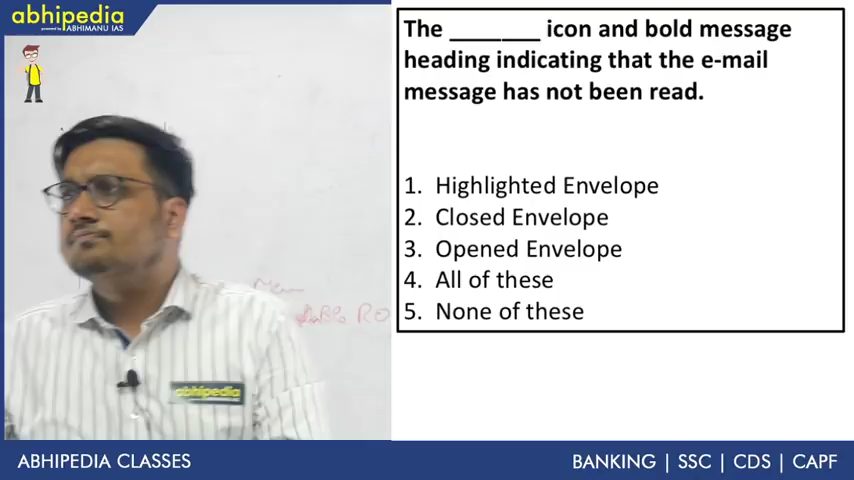 abhipedia
powered by ABHIMANU IAS
The _______ icon and bold message
heading indicating that the e-mail
message has not been read.
1. Highlighted Envelope
2. Closed Envelope
3. Opened Envelope
4. All of these
5. None of these
abhipedia
ABHIPEDIA CLASSES
BANKING | SSC | CDS | CAPF